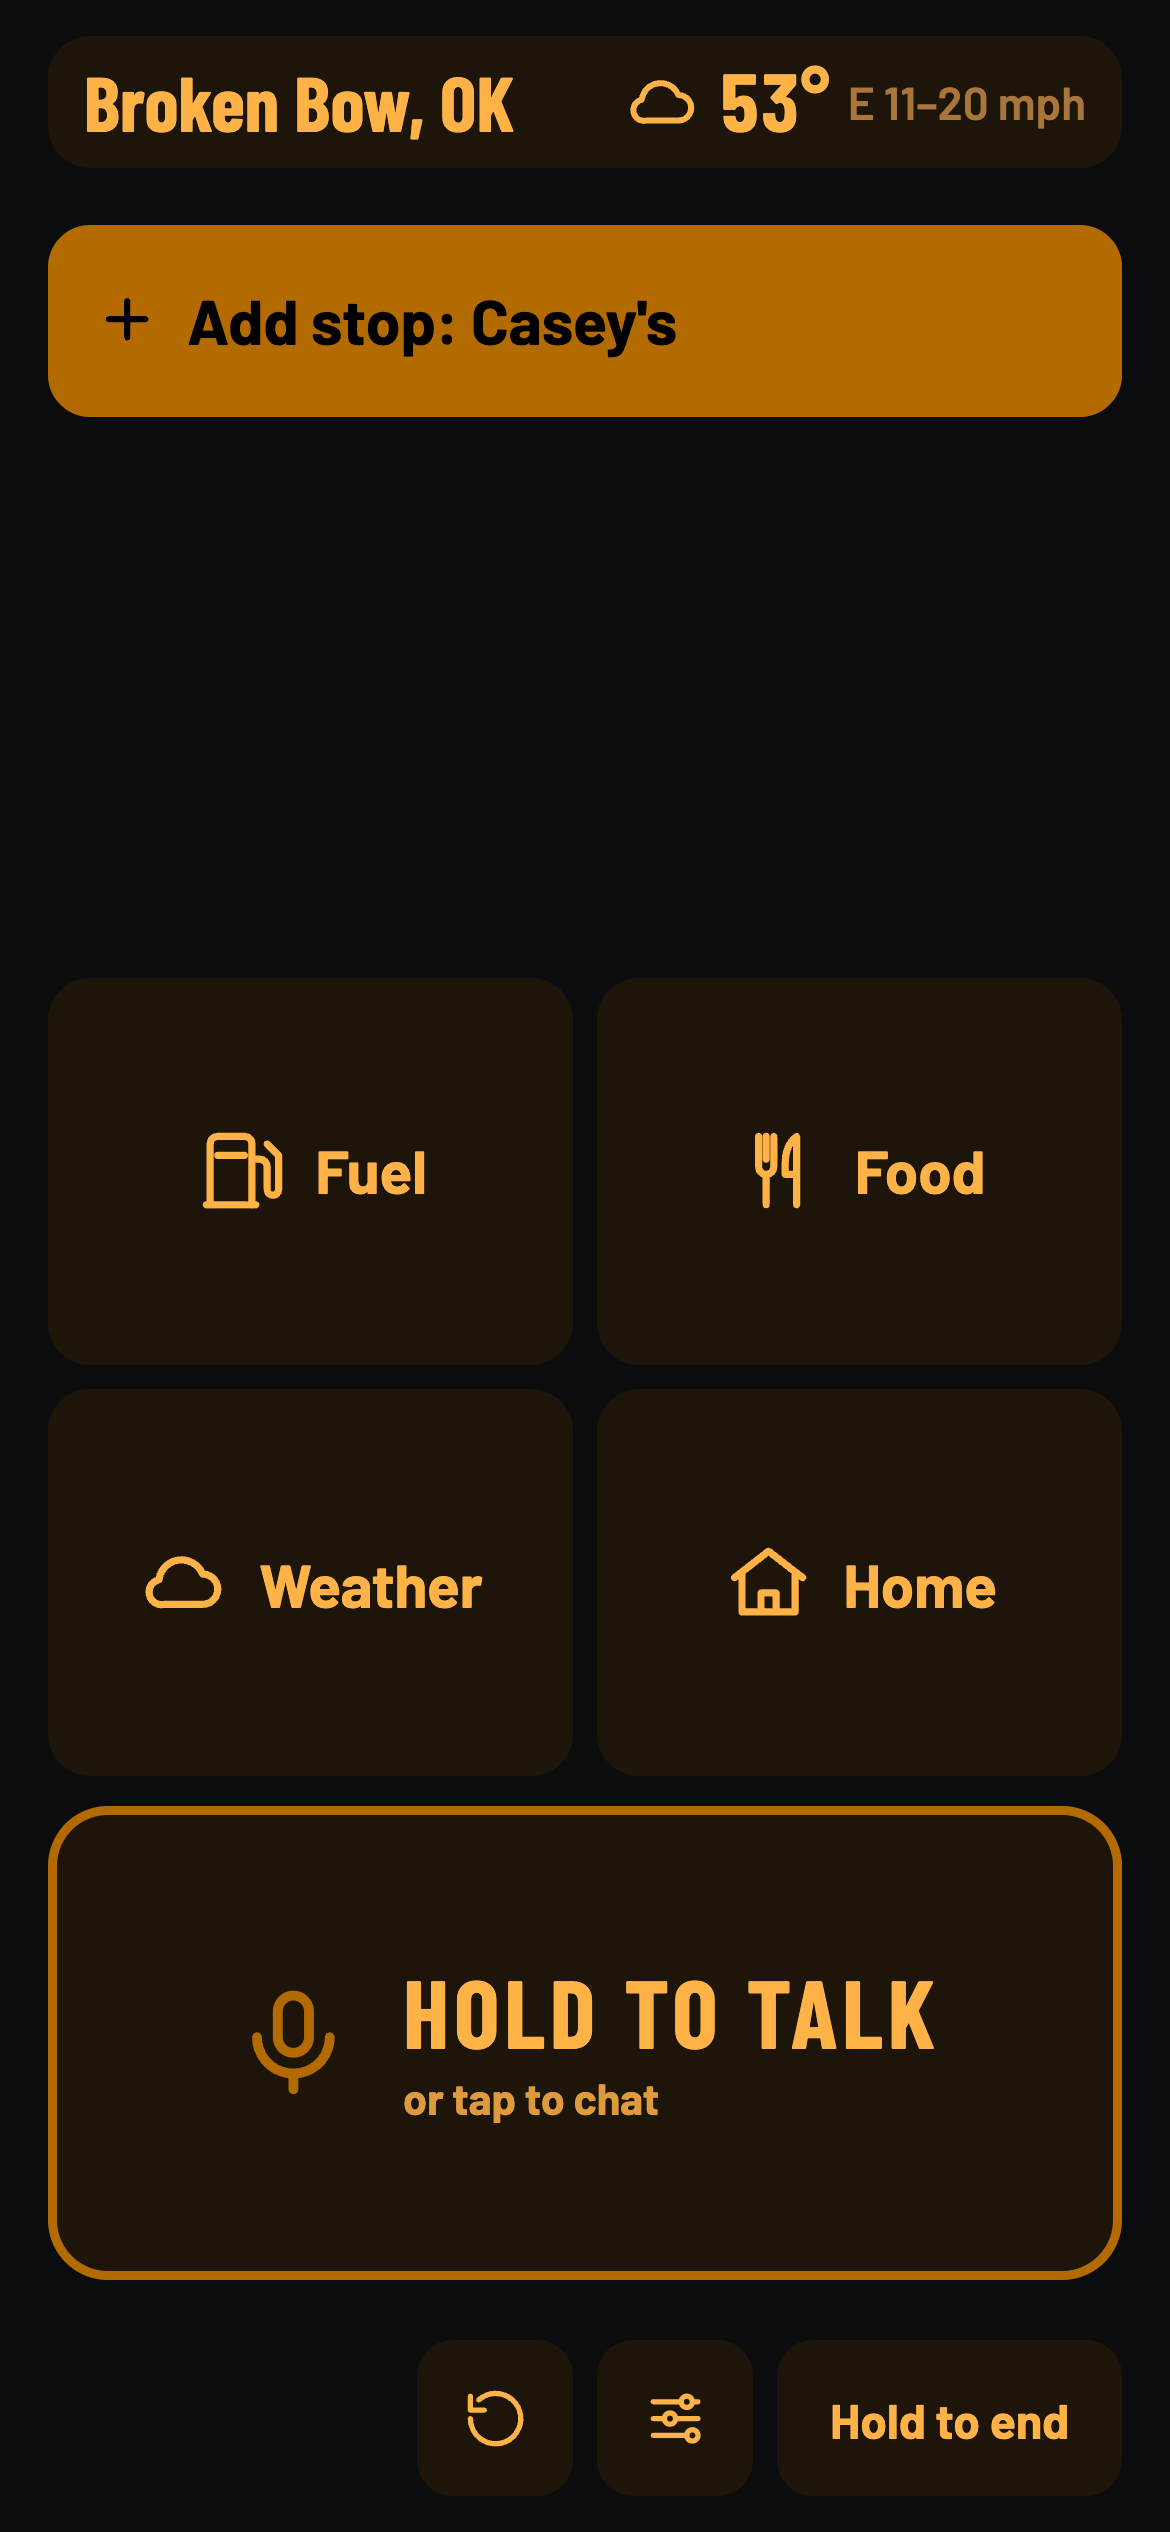 Broken Bow, OK
53° E 11–20 mph
Add stop: Casey's
Fuel
Food
Weather
Home
HOLD TO TALK
or tap to chat
Hold to end